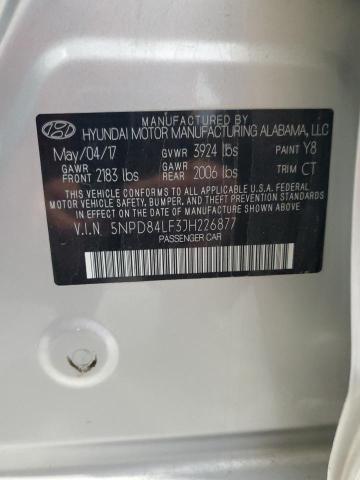 MANUFACTURED BY
HYUNDAI MOTOR MANUFACTURING ALABAMA, LLC
May/04/17 GVWR 3924 lbs PAINT Y8
GAWR FRONT 2183 lbs GAWR REAR 2006 lbs TRIM CT
THIS VEHICLE CONFORMS TO ALL APPLICABLE U.S.A. FEDERAL
MOTOR VEHICLE SAFETY, BUMPER, AND THEFT PREVENTION STANDARDS
IN EFFECT ON THE DATE OF MANUFACTURE SHOWN ABOVE.
V.I.N 5NPD84LF3JH226877
PASSENGER CAR